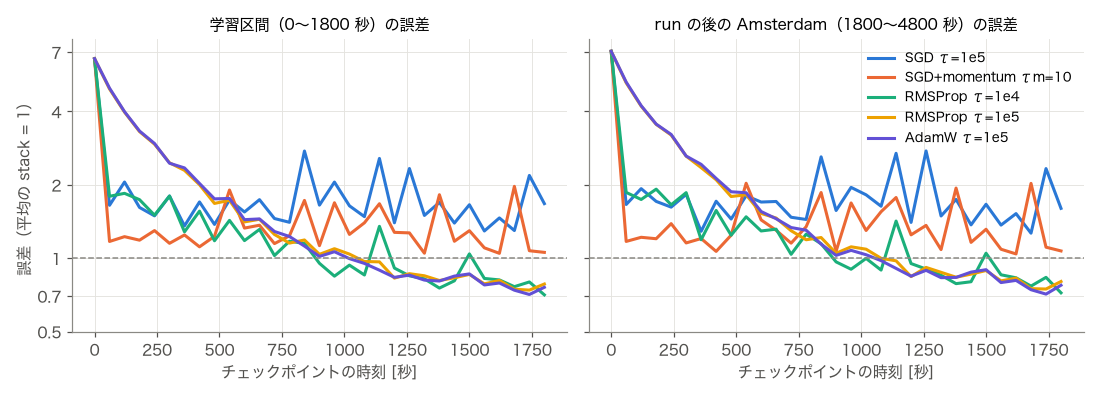 学習区間（0〜1800 秒）の誤差
run の後の Amsterdam（1800〜4800 秒）の誤差
誤差（平均の stack = 1）
7
4
2
1
0.7
0.5
SGD τ=1e5
SGD+momentum τm=10
RMSProp τ=1e4
RMSProp τ=1e5
AdamW τ=1e5
0 250 500 750 1000 1250 1500 1750
0 250 500 750 1000 1250 1500 1750
チェックポイントの時刻 [秒]
チェックポイントの時刻 [秒]